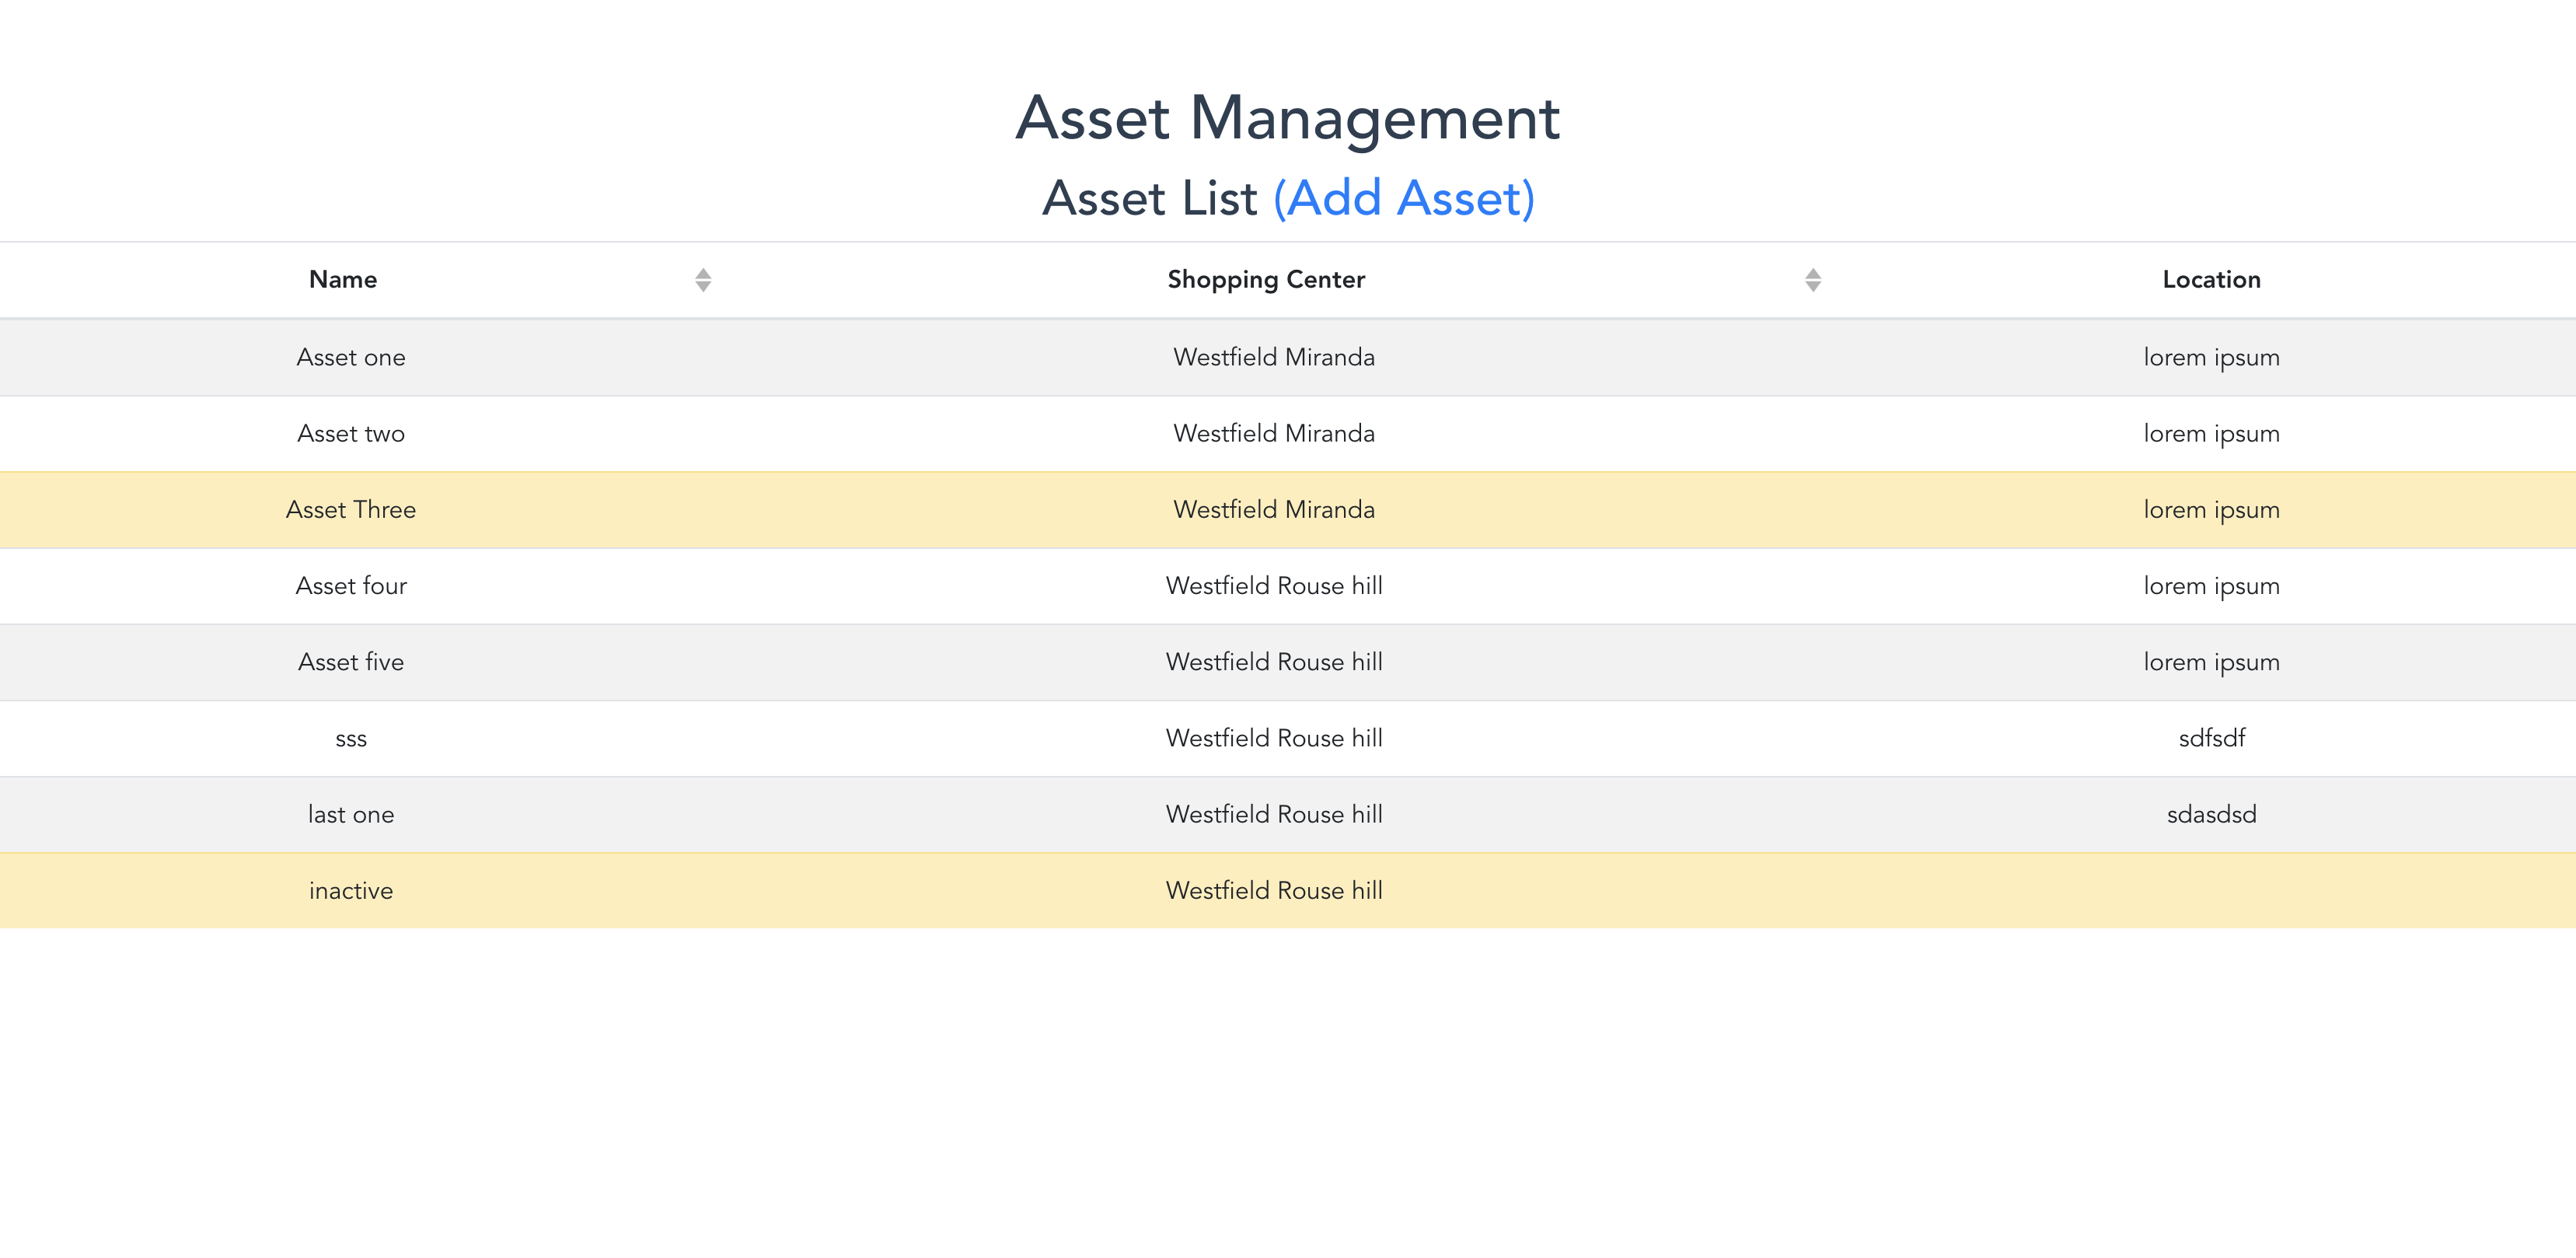 Asset Management
Asset List (Add Asset)
Name Shopping Center Location
Asset one Westfield Miranda lorem ipsum
Asset two Westfield Miranda lorem ipsum
Asset Three Westfield Miranda lorem ipsum
Asset four Westfield Rouse hill lorem ipsum
Asset five Westfield Rouse hill lorem ipsum
sss Westfield Rouse hill sdfsdf
last one Westfield Rouse hill sdasdsd
inactive Westfield Rouse hill